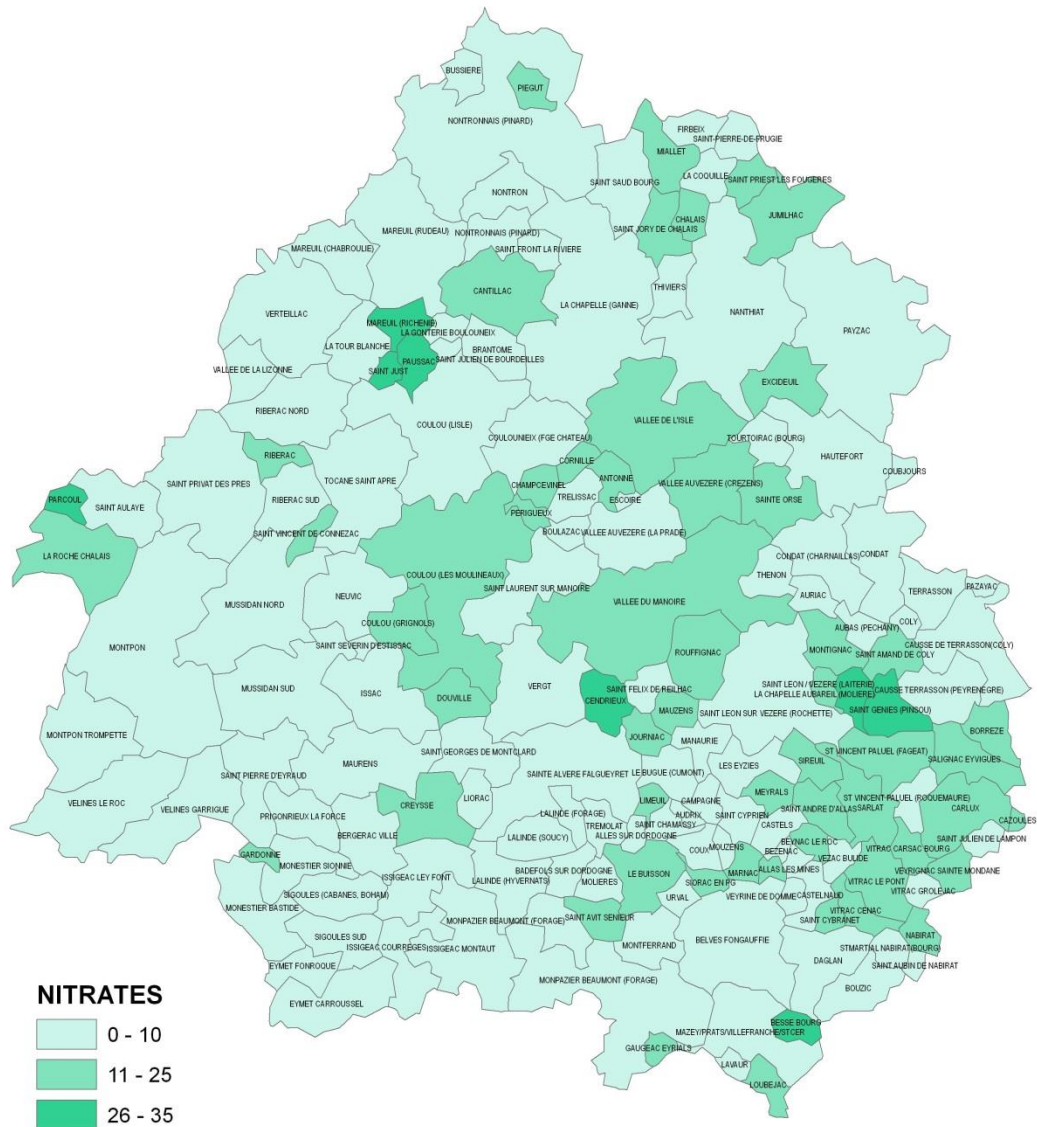 BUSSIERE
PIEGUT
NONTRONNAIS (PINARD)
FIRBEIX
SAINT-PIERRE-DE-FRUGIE
MIALLET
LA COQUILLE
SAINT PRIEST LES FOUGERES
SAINT SAUD BOURG
NONTRON
JUMILHAC
CHALAIS
SAINT JORY DE CHALAIS
MAREUIL (RUDEAU)
NONTRONNAIS (PINARD)
MAREUIL (CHABROULIE)
SAINT FRONT LA RIVIERE
THIVIERS
CANTILLAC
LA CHAPELLE (GANNE)
NANTHIAT
VERTEILLAC
MAREUIL (RICHENIE)
PAYZAC
LA GONTERIE BOULOUNEIX
LA TOUR BLANCHE
BRANTOME
SAINT JULIEN DE BOURDEILLES
PAUSSAC
VALLEE DE LA LIZONNE
SAINT JUST
EXCIDEUIL
COULOU (LISLE)
RIBERAC NORD
VALLEE DE L'ISLE
TOURTOIRAC (BOURG)
COULOUNIEIX (FGE CHATEAU)
HAUTEFORT
RIBERAC
CORNILLE
COUBJOURS
ANTONNE
TOCANE SAINT APRE
SAINT PRIVAT DES PRES
CHAMPCEVINEL
VALLEE AUVEZERE (CREZENS)
PARCOUL
RIBERAC SUD
TRELISSAC
ESCOIRE
SAINTE ORSE
SAINT AULAYE
PÉRIGUEUX
BOULAZAC
VALLEE AUVEZERE (LA PRADE)
SAINT VINCENT DE CONNEZAC
LA ROCHE CHALAIS
CONDAT (CHARNAILLAS)
CONDAT
COULOU (LES MOULINEAUX)
THENON
SAINT LAURENT SUR MANOIRE
PAZAYAC
TERRASSON
NEUVIC
AURIAC
VALLEE DU MANOIRE
MUSSIDAN NORD
COULOU (GRIGNOLS)
COLY
AUBAS (PECHANY)
SAINT SEVERIN D'ESTISSAC
CAUSSE DE TERRASSON(COLY)
MONTPON
MONTIGNAC
SAINT AMAND DE COLY
ROUFFIGNAC
SAINT LEON / VEZERE (LAITERIE)
VERGT
SAINT FELIX DE REILHAC
MUSSIDAN SUD
ISSAC
DOUVILLE
CAUSSE TERRASSON (PEYRENEGRE)
LA CHAPELLE AUBAREIL (MOLIERE)
CENDRIEUX
MAUZENS
SAINT GENIES (PINSOU)
SAINT LEON SUR VEZERE (ROCHETTE)
BORREZE
MONTPON TROMPETTE
JOURNIAC
MANAURIE
SAINT GEORGES DE MONTCLARD
ST VINCENT PALUEL (FAGEAT)
SIREUIL
SALIGNAC EYVIGUES
MAURENS
LES EYZIES
SAINTE ALVERE FALGUEYRET
LE BUGUE (CUMONT)
SAINT PIERRE D'EYRAUD
LIORAC
MEYRALS
ST VINCENT PALUEL (ROQUEMAURE)
VELINES LE ROC
VELINES GARRIGUE
CREYSSE
LIMEUIL
CAMPAGNE
SAINT ANDRE D'ALLAS
SARLAT
CARLUX
CAZOULES
PRIGONRIEUX LA FORCE
LALINDE (FORAGE)
AUDRIX
SAINT CYPRIEN
TREMOLAT
SAINT CHAMASSY
CASTELS
BERGERAC VILLE
LALINDE (SOUCY)
ALLES SUR DORDOGNE
SAINT JULIEN DE LAMPON
BEYNAC LE ROC
VITRAC CARSAC BOURG
COUX
MOUZENS
BEZENAC
GARDONNE
VEZAC BULIDE
MONESTIER SIONNIE
BADEFOLS SUR DORDOGNE
LE BUISSON
MARNAC
ALLAS LES MINES
VEYRIGNAC SAINTE MONDANE
ISSIGEAC LEY FONT
MOLIERES
SIORAC EN PG
VITRAC LE PONT
LALINDE (HYVERNATS)
SIGOULES (CABANES, BOHAM)
URVAL
VEYRINE DE DOMME
CASTELNAUD
VITRAC GROLEJAC
MONESTIER BASTIDE
VITRAC CENAC
SAINT AVIT SENIEUR
MONPAZIER BEAUMONT (FORAGE)
SAINT CYBRANET
SIGOULES SUD
NABIRAT
BELVES FONGAUFFIE
ISSIGEAC COURREGES
ISSIGEAC MONTAUT
MONTFERRAND
STMARTIAL NABIRAT(BOURG)
DAGLAN
EYMET FONROQUE
SAINT AUBIN DE NABIRAT
MONPAZIER BEAUMONT (FORAGE)
BOUZIC
EYMET CARROUSSEL
BESSE BOURG
MAZEY/PRATS/VILLEFRANCHE/STCER
GAUGEAC EYRIALS
LAVAUR
LOUBEJAC
NITRATES
0 - 10
11 - 25
26 - 35